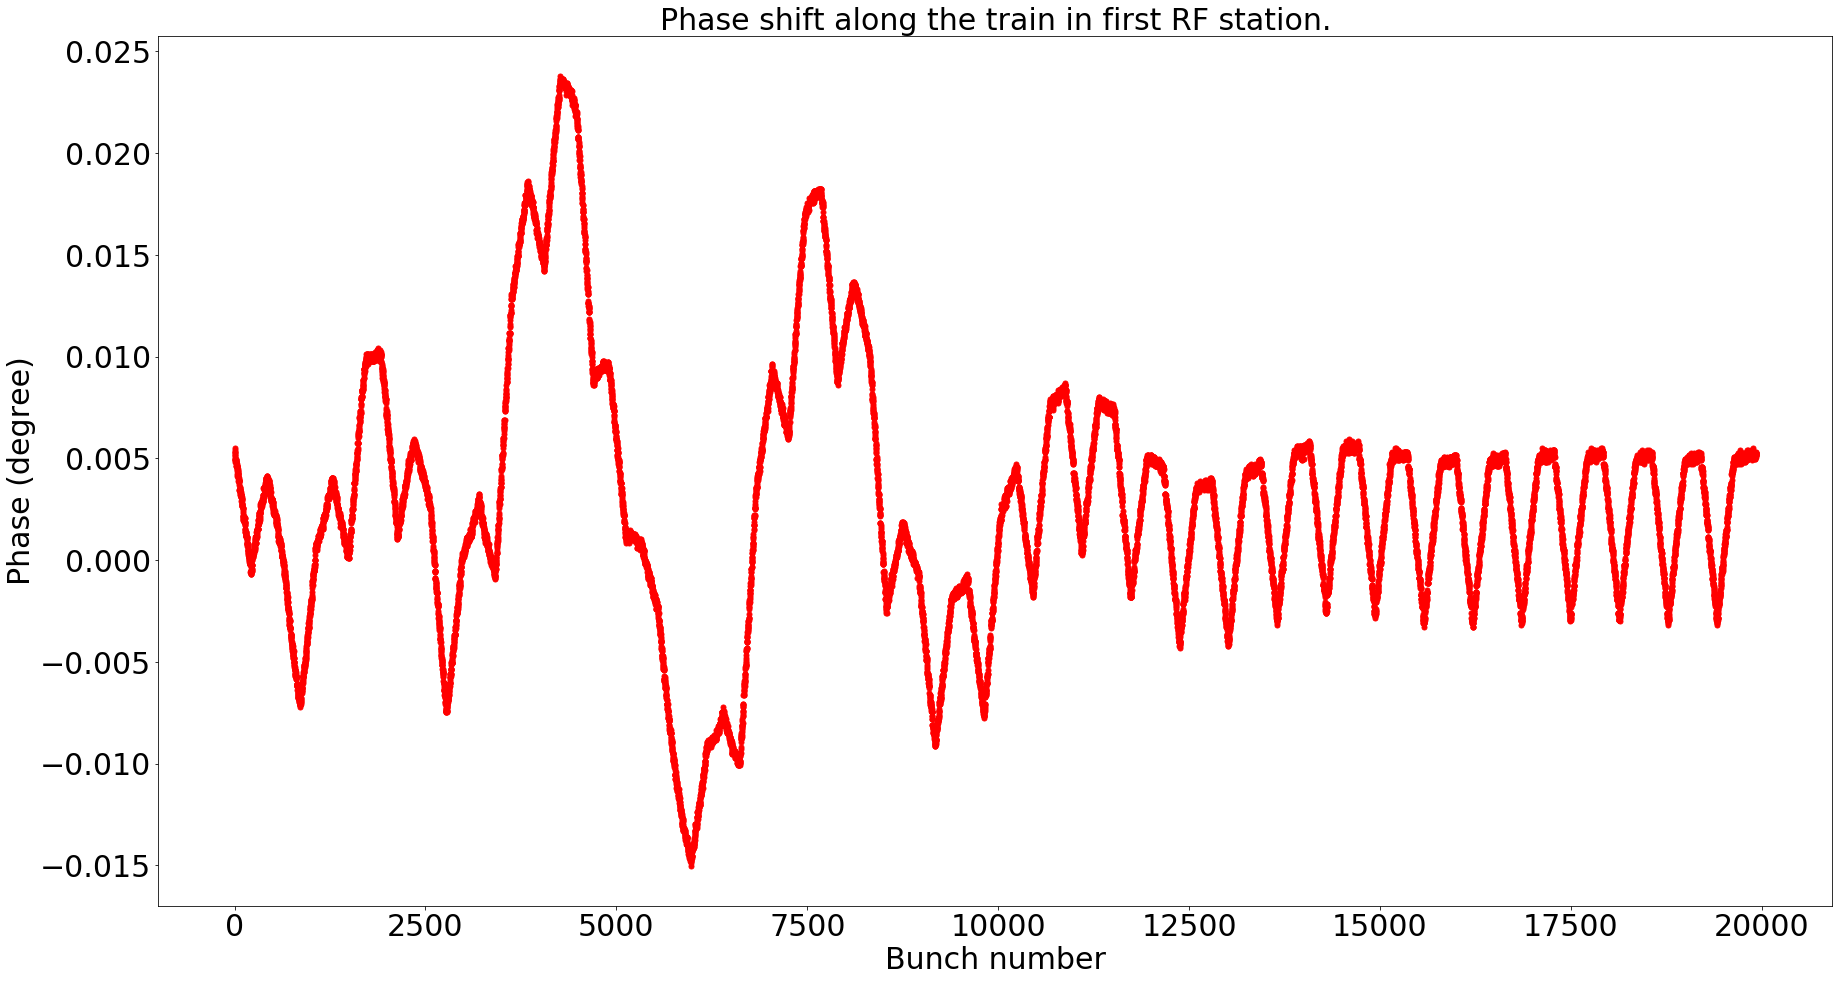 Phase shift along the train in first RF station.
0.025
0.020
0.015
0.010
0.005
0.000
−0.005
−0.010
−0.015
Phase (degree)
0 2500 5000 7500 10000 12500 15000 17500 20000
Bunch number